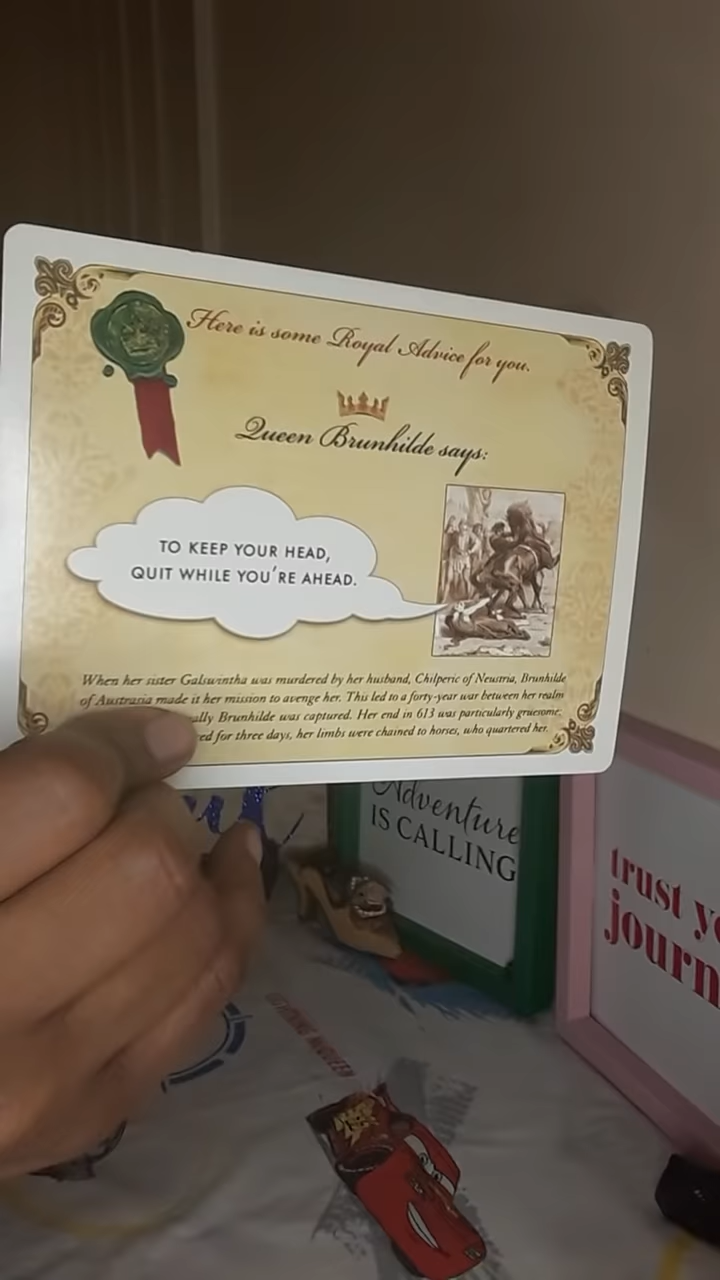 Here is some Royal Advice for you.
Queen Brunhilde says:
TO KEEP YOUR HEAD,
QUIT WHILE YOU'RE AHEAD.
When her sister Galswintha was murdered by her husband, Chilperic of Neustria, Brunhilde
of Austrasia made it her mission to avenge her. This led to a forty-year war between her realm
Brunhilde was captured. Her end in 613 was particularly gruesome:
for three days, her limbs were chained to horses, who quartered her.
Adventure
IS CALLING
trust
journ